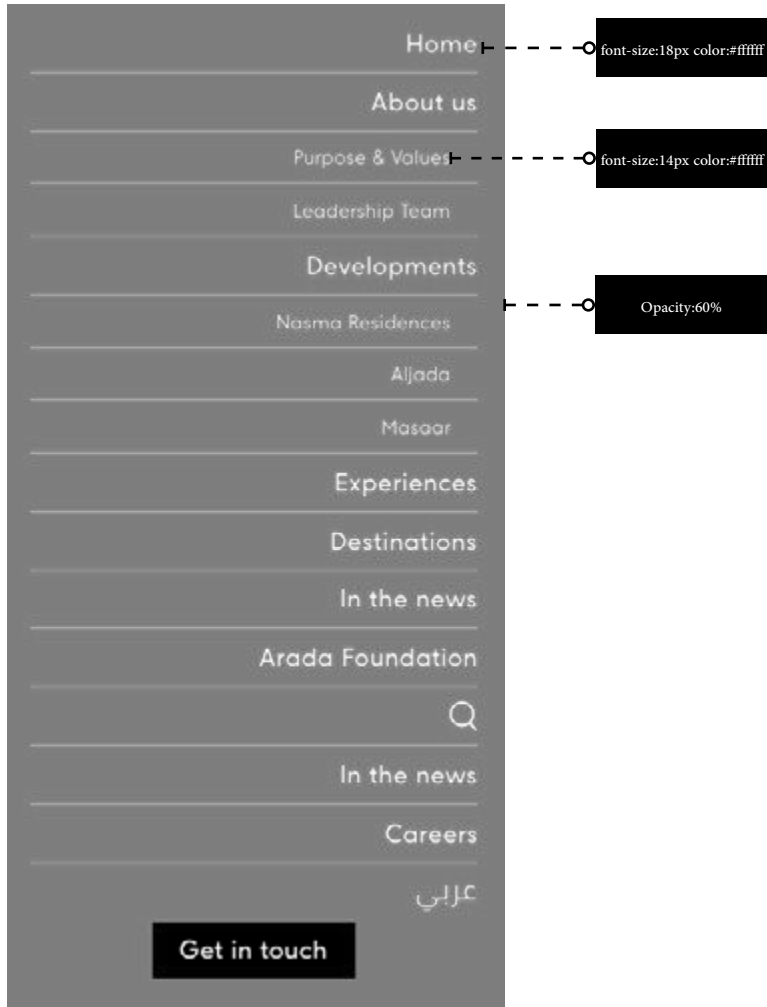 Home
font-size:18px color:#ffffff
About us
Purpose & Values
font-size:14px color:#ffffff
Leadership Team
Developments
Opacity:60%
Nasma Residences
Aljada
Masaar
Experiences
Destinations
In the news
Arada Foundation
In the news
Careers
عربي
Get in touch